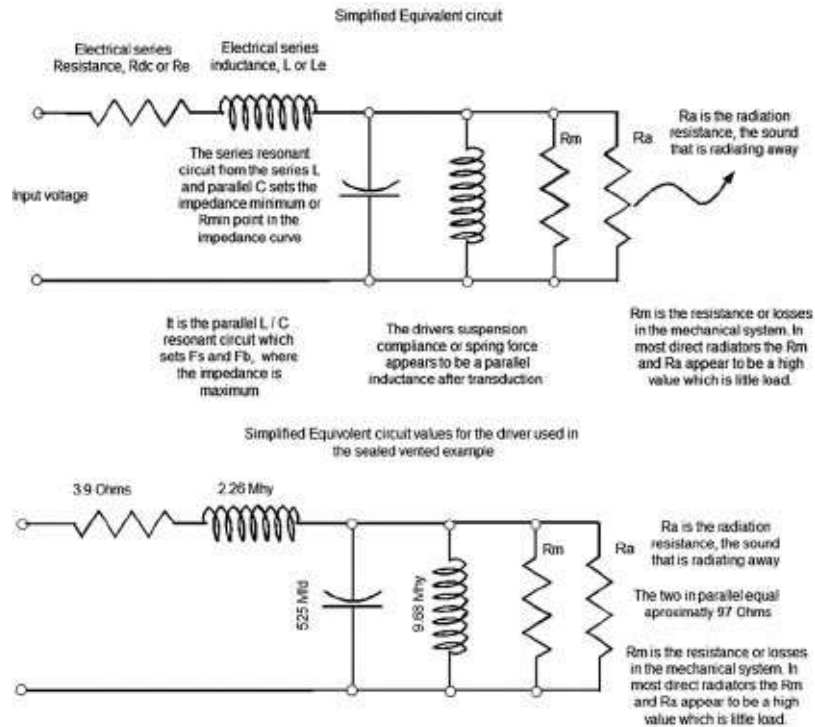 Simplified Equivalent circuit
Electrical series
Resistance, Rdc or Re
Electrical series
inductance, L or Le
Input voltage
The series resonant
circuit from the series L
and parallel C sets the
impedance minimum or
Rmin point in the
impedance curve
Rm
Ra
Ra is the radiation
resistance, the sound
that is radiating away
It is the parallel L / C
resonant circuit which
sets Fs and Fb, where
the impedance is
maximum
The drivers suspension
compliance or spring force
appears to be a parallel
inductance after transduction
Rm is the resistance or losses
in the mechanical system. In
most direct radiators the Rm
and Ra appear to be a high
value which is little load.
Simplified Equivolent circuit values for the driver used in
the sealed vented example
3.9 Ohms
2.26 Mhy
525 Mfd
9.68 Mhy
Rm
Ra
Ra is the radiation
resistance, the sound
that is radiating away
The two in parallel equal
aproximatly 97 Ohms
Rm is the resistance or losses
in the mechanical system. In
most direct radiators the Rm
and Ra appear to be a high
value which is little load.